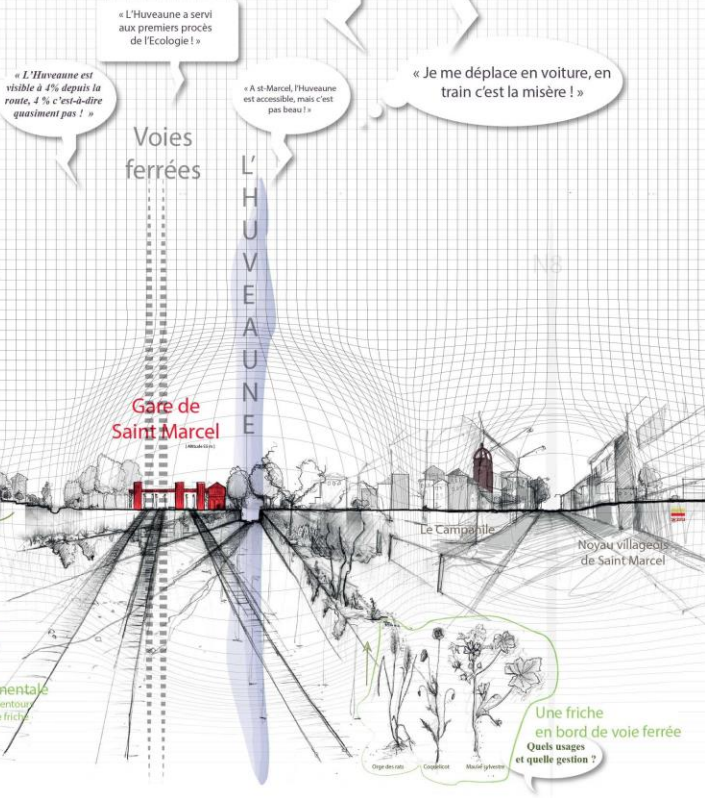 « L'Huveaune a servi
aux premiers procès
de l'Ecologie ! »
« L'Huveaune est
visible à 4% depuis la
route, 4 % c'est-à-dire
quasiment pas ! »
« A st-Marcel, l'Huveaune
est accessible, mais c'est
pas beau ! »
« Je me déplace en voiture, en
train c'est la misère ! »
Voies
ferrées
L'
H
U
V
E
A
U
N
E
N8
Gare de
Saint Marcel
Le Campanile
Noyau villageois
de Saint Marcel
mentale
entours
friche
Une friche
en bord de voie ferrée
Quels usages
et quelle gestion ?
Orge des rats
Coquelicot
Mauve sylvestre